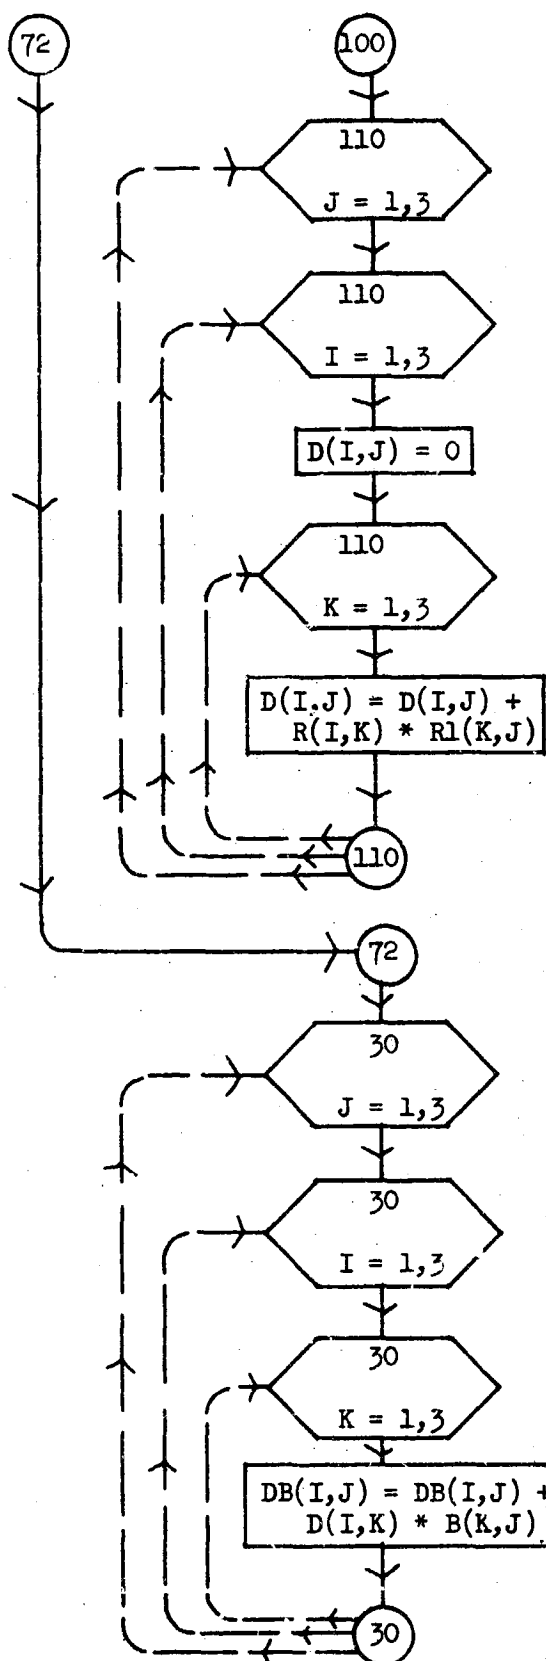 72
100
110
J = 1,3
110
I = 1,3
D(I,J) = 0
110
K = 1,3
D(I.J) = D(I,J) +
R(I,K) * R1(K,J)
110
72
30
J = 1,3
30
I = 1,3
30
K = 1,3
DB(I,J) = DB(I,J) +
D(I,K) * B(K,J)
30